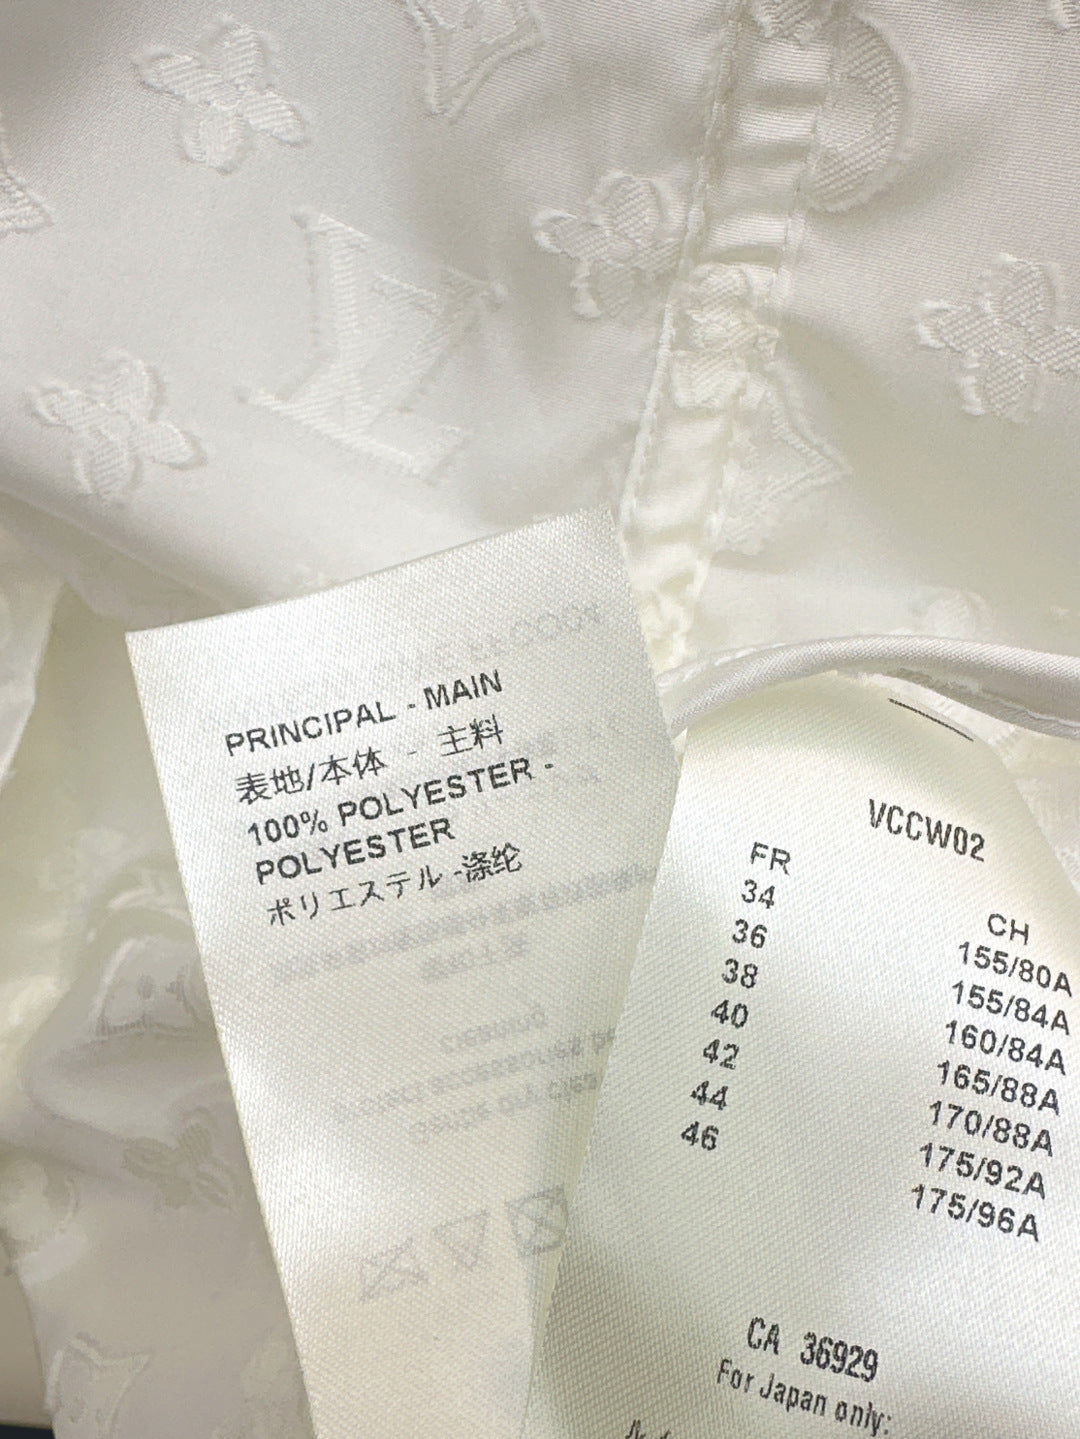 PRINCIPAL - MAIN
表地/本体 - 主料
100% POLYESTER -
POLYESTER
ポリエステル -涤纶
VCCW02
FR CH
34 155/80A
36 155/84A
38 160/84A
40 165/88A
42 170/88A
44 175/92A
46 175/96A
CA 36929
For Japan only: